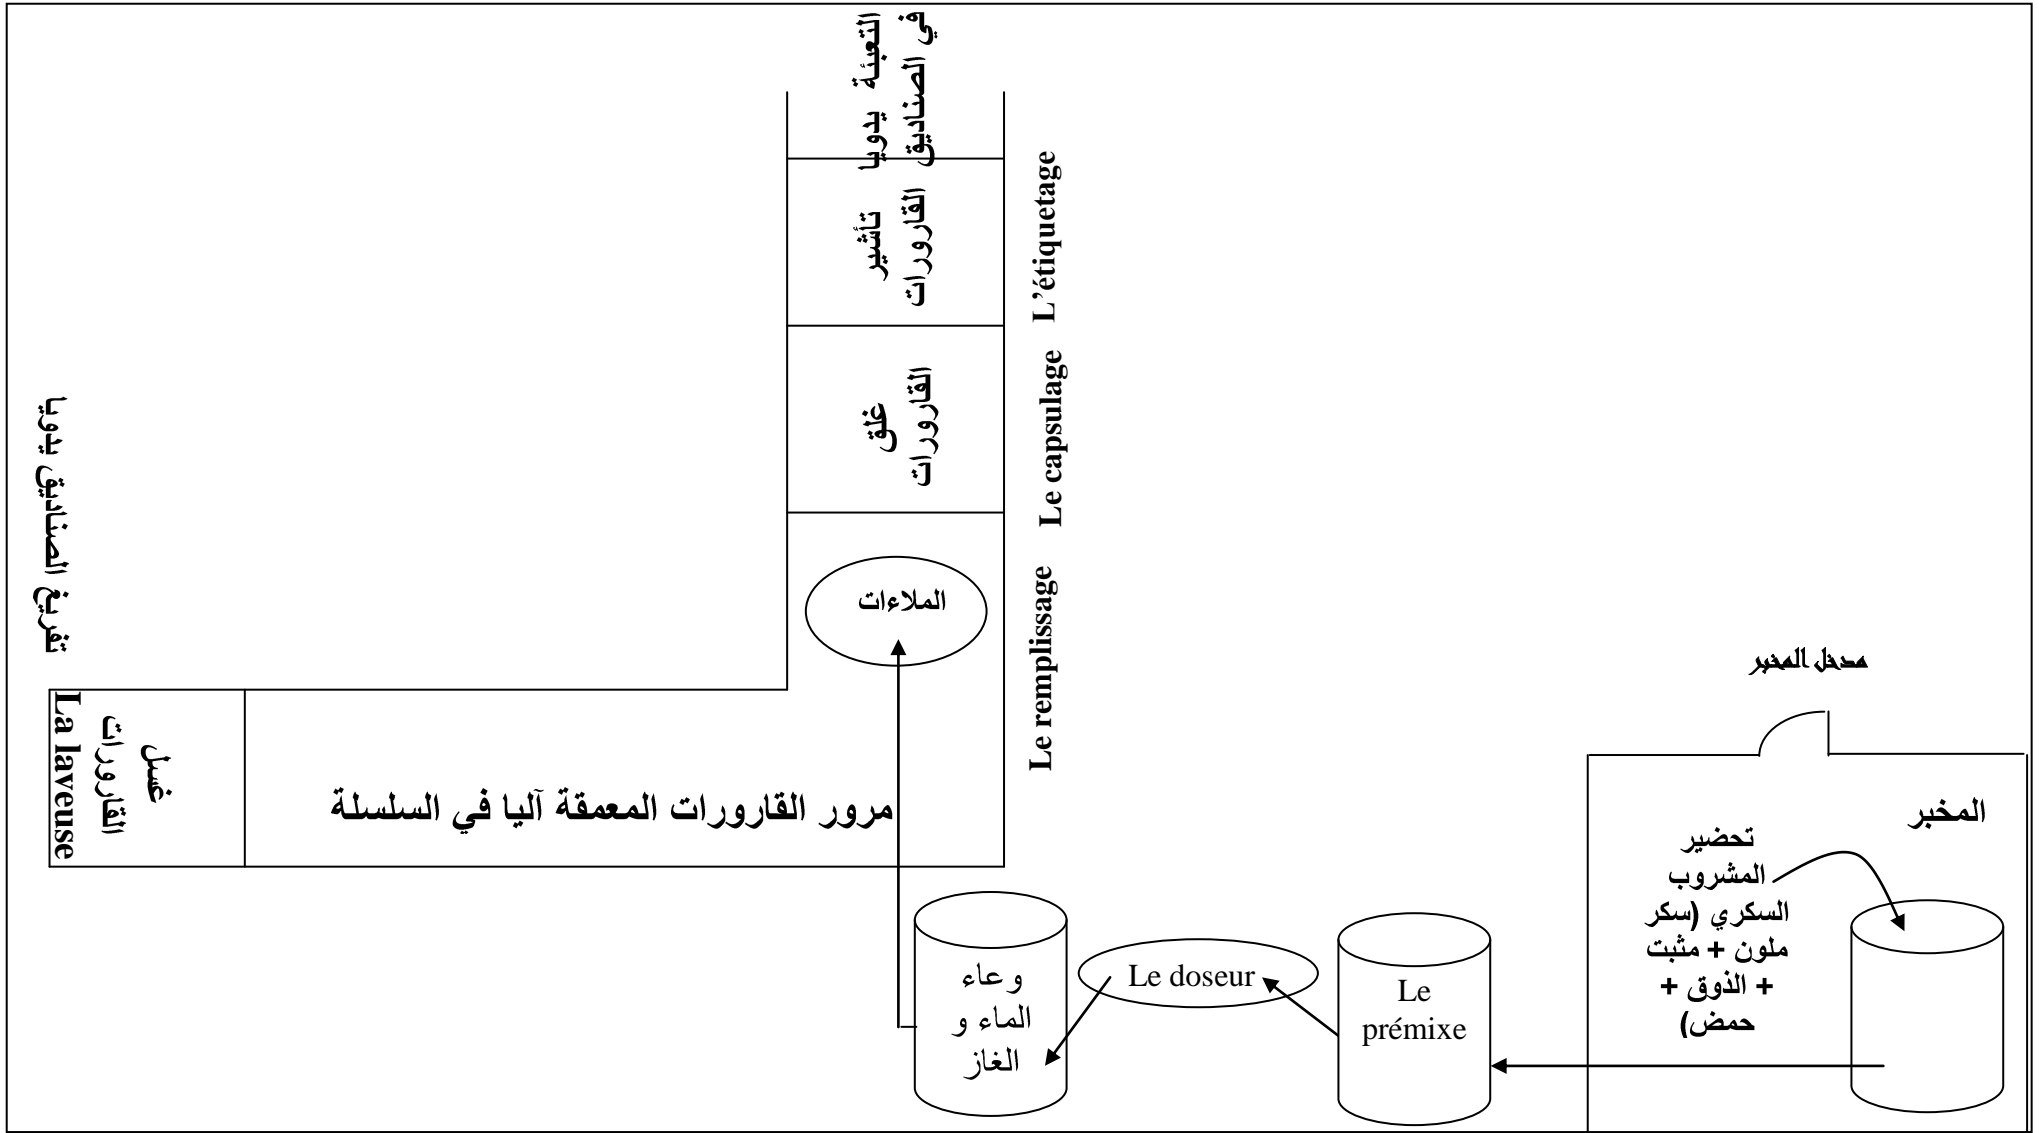 التعبئة يدويا
في الصناديق
تأشير
القارورات
L'étiquetage
غلق
القارورات
Le capsulage
الملاءات
Le remplissage
تفريغ الصناديق يدويا
غسل
القارورات
La laveuse
مرور القارورات المعمقة آليا في السلسلة
مدخل المخبر
المخبر
تحضير
المشروب
السكري (سكر
ملون + مثبت
+ الذوق +
حمض)
Le
prémixe
Le doseur
وعاء
الماء و
الغاز